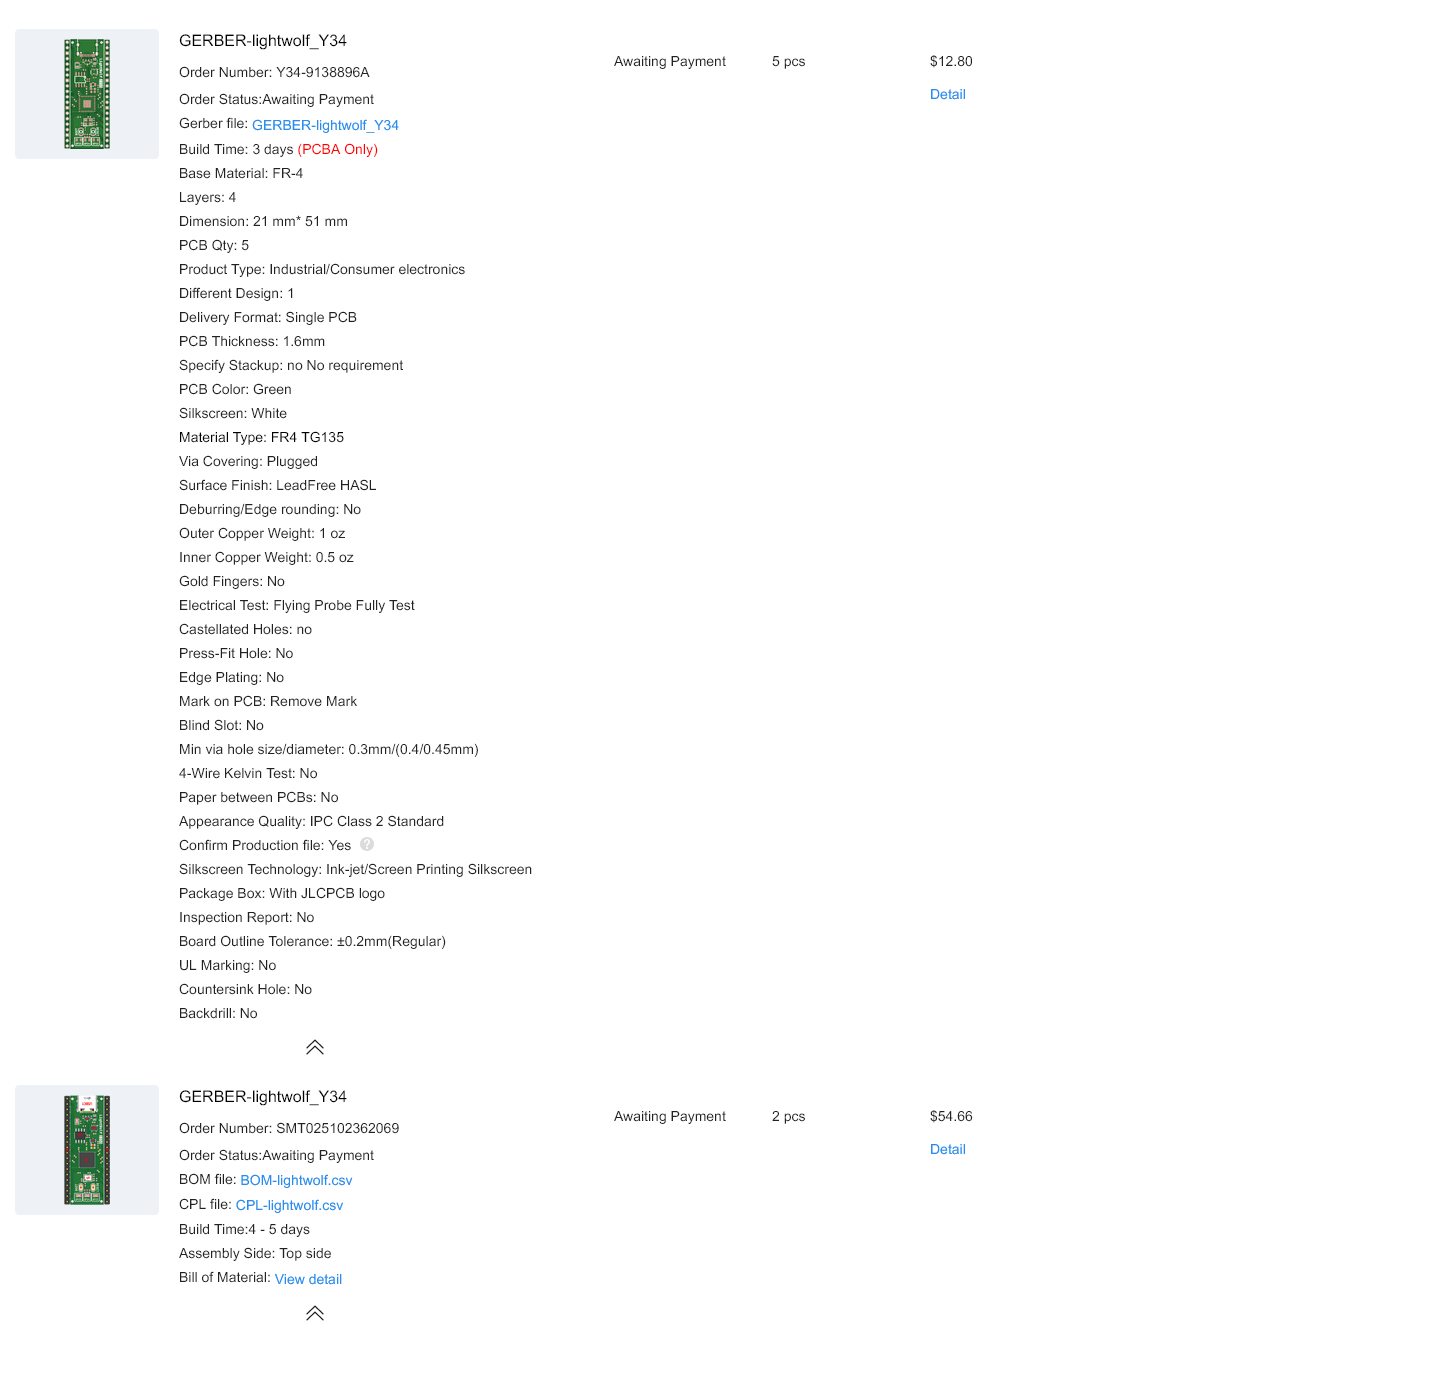 GERBER-lightwolf_Y34
Awaiting Payment 5 pcs $12.80
Order Number: Y34-9138896A
Detail
Order Status:Awaiting Payment
Gerber file: GERBER-lightwolf_Y34
Build Time: 3 days (PCBA Only)
Base Material: FR-4
Layers: 4
Dimension: 21 mm* 51 mm
PCB Qty: 5
Product Type: Industrial/Consumer electronics
Different Design: 1
Delivery Format: Single PCB
PCB Thickness: 1.6mm
Specify Stackup: no No requirement
PCB Color: Green
Silkscreen: White
Material Type: FR4 TG135
Via Covering: Plugged
Surface Finish: LeadFree HASL
Deburring/Edge rounding: No
Outer Copper Weight: 1 oz
Inner Copper Weight: 0.5 oz
Gold Fingers: No
Electrical Test: Flying Probe Fully Test
Castellated Holes: no
Press-Fit Hole: No
Edge Plating: No
Mark on PCB: Remove Mark
Blind Slot: No
Min via hole size/diameter: 0.3mm/(0.4/0.45mm)
4-Wire Kelvin Test: No
Paper between PCBs: No
Appearance Quality: IPC Class 2 Standard
Confirm Production file: Yes ?
Silkscreen Technology: Ink-jet/Screen Printing Silkscreen
Package Box: With JLCPCB logo
Inspection Report: No
Board Outline Tolerance: ±0.2mm(Regular)
UL Marking: No
Countersink Hole: No
Backdrill: No
GERBER-lightwolf_Y34
Awaiting Payment 2 pcs $54.66
Order Number: SMT025102362069
Detail
Order Status:Awaiting Payment
BOM file: BOM-lightwolf.csv
CPL file: CPL-lightwolf.csv
Build Time:4 - 5 days
Assembly Side: Top side
Bill of Material: View detail